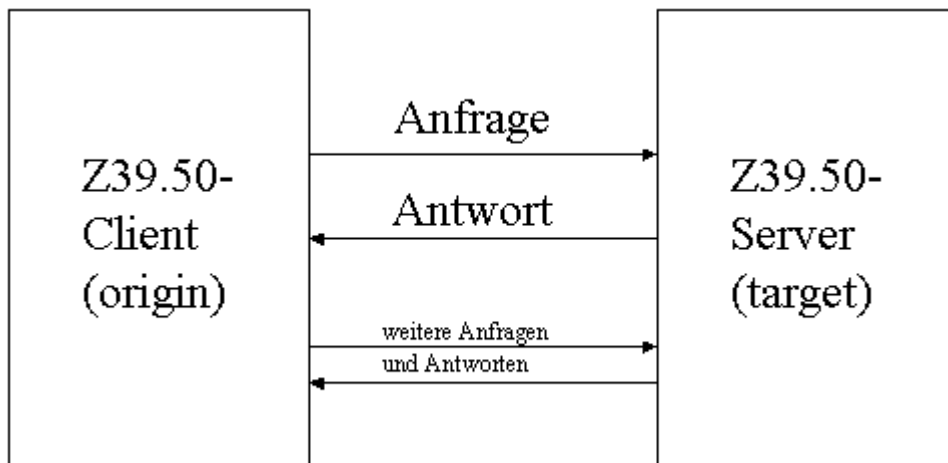 Z39.50-
Client
(origin)
Anfrage
Antwort
weitere Anfragen
und Antworten
Z39.50-
Server
(target)